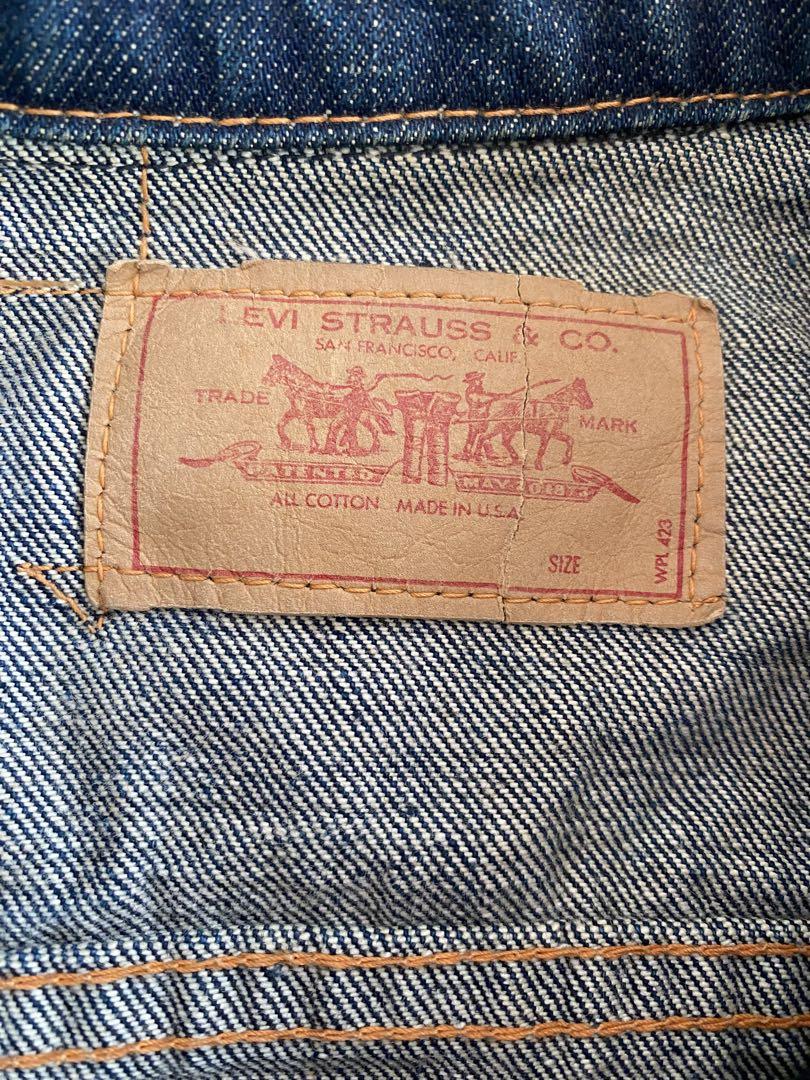 LEVI STRAUSS & CO.
SAN FRANCISCO, CALIF.
TRADE MARK
PATENTED MAY 20 1873
ALL COTTON MADE IN U.S.A.
SIZE
WPL 423